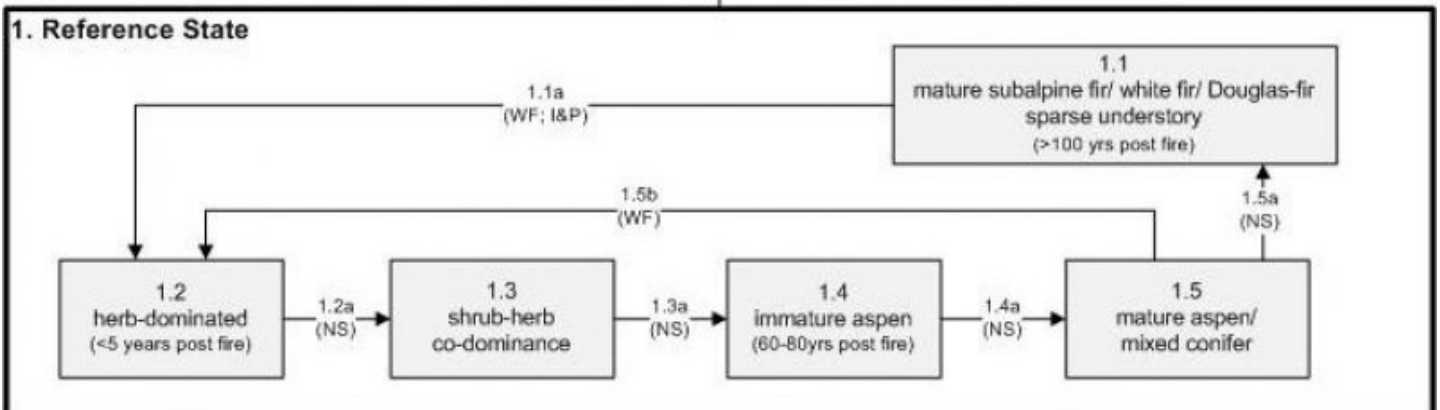 1. Reference State
1.1
mature subalpine fir/ white fir/ Douglas-fir
sparse understory
(>100 yrs post fire)
1.1a
(WF; I&P)
1.5b
(WF)
1.5a
(NS)
1.2
herb-dominated
(<5 years post fire)
1.2a
(NS)
1.3
shrub-herb
co-dominance
1.3a
(NS)
1.4
immature aspen
(60-80yrs post fire)
1.4a
(NS)
1.5
mature aspen/
mixed conifer